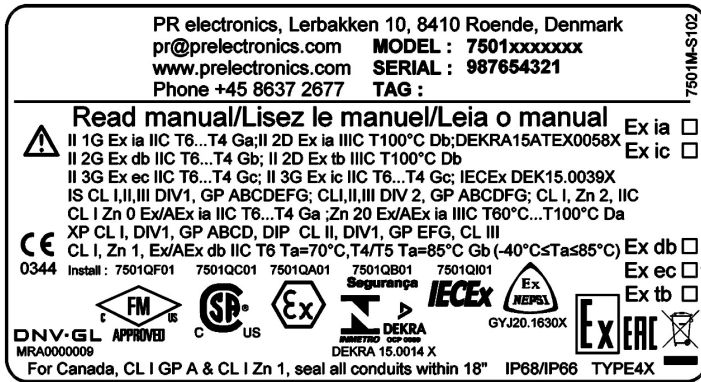 PR electronics, Lerbakken 10, 8410 Roende, Denmark
pr@prelectronics.com MODEL : 7501xxxxxxx
www.prelectronics.com SERIAL : 987654321
Phone +45 8637 2677 TAG :
7501M-S102
Read manual/Lisez le manuel/Leia o manual
II 1G Ex ia IIC T6...T4 Ga;II 2D Ex ia IIIC T100°C Db;DEKRA15ATEX0058X Ex ia
II 2G Ex db IIC T6...T4 Gb; II 2D Ex tb IIIC T100°C Db Ex ic
II 3G Ex ec IIC T6...T4 Gc; II 3G Ex ic IIC T6...T4 Gc; IECEx DEK15.0039X
IS CL I,II,III DIV1, GP ABCDEFG; CLI,II,III DIV 2, GP ABCDFG; CL I, Zn 2, IIC
CL I Zn 0 Ex/AEx ia IIC T6...T4 Ga ;Zn 20 Ex/AEx ia IIIC T60°C...T100°C Da
XP CL I, DIV1, GP ABCD, DIP CL II, DIV1, GP EFG, CL III
CE CL I, Zn 1, Ex/AEx db IIC T6 Ta=70°C,T4/T5 Ta=85°C Gb (-40°C≤Ta≤85°C) Ex db
0344 Install : 7501QF01 7501QC01 7501QA01 7501QB01 7501QI01 Ex ec
Ex tb
FM C US APPROVED
SA C US
Ex
Segurança
INMETRO
DEKRA
OCP 0089
DEKRA 15.0014 X
IECEx
Ex
NEPSI
GYJ20.1630X
Ex EAC
DNV·GL
MRA0000009
For Canada, CL I GP A & CL I Zn 1, seal all conduits within 18" IP68/IP66 TYPE4X